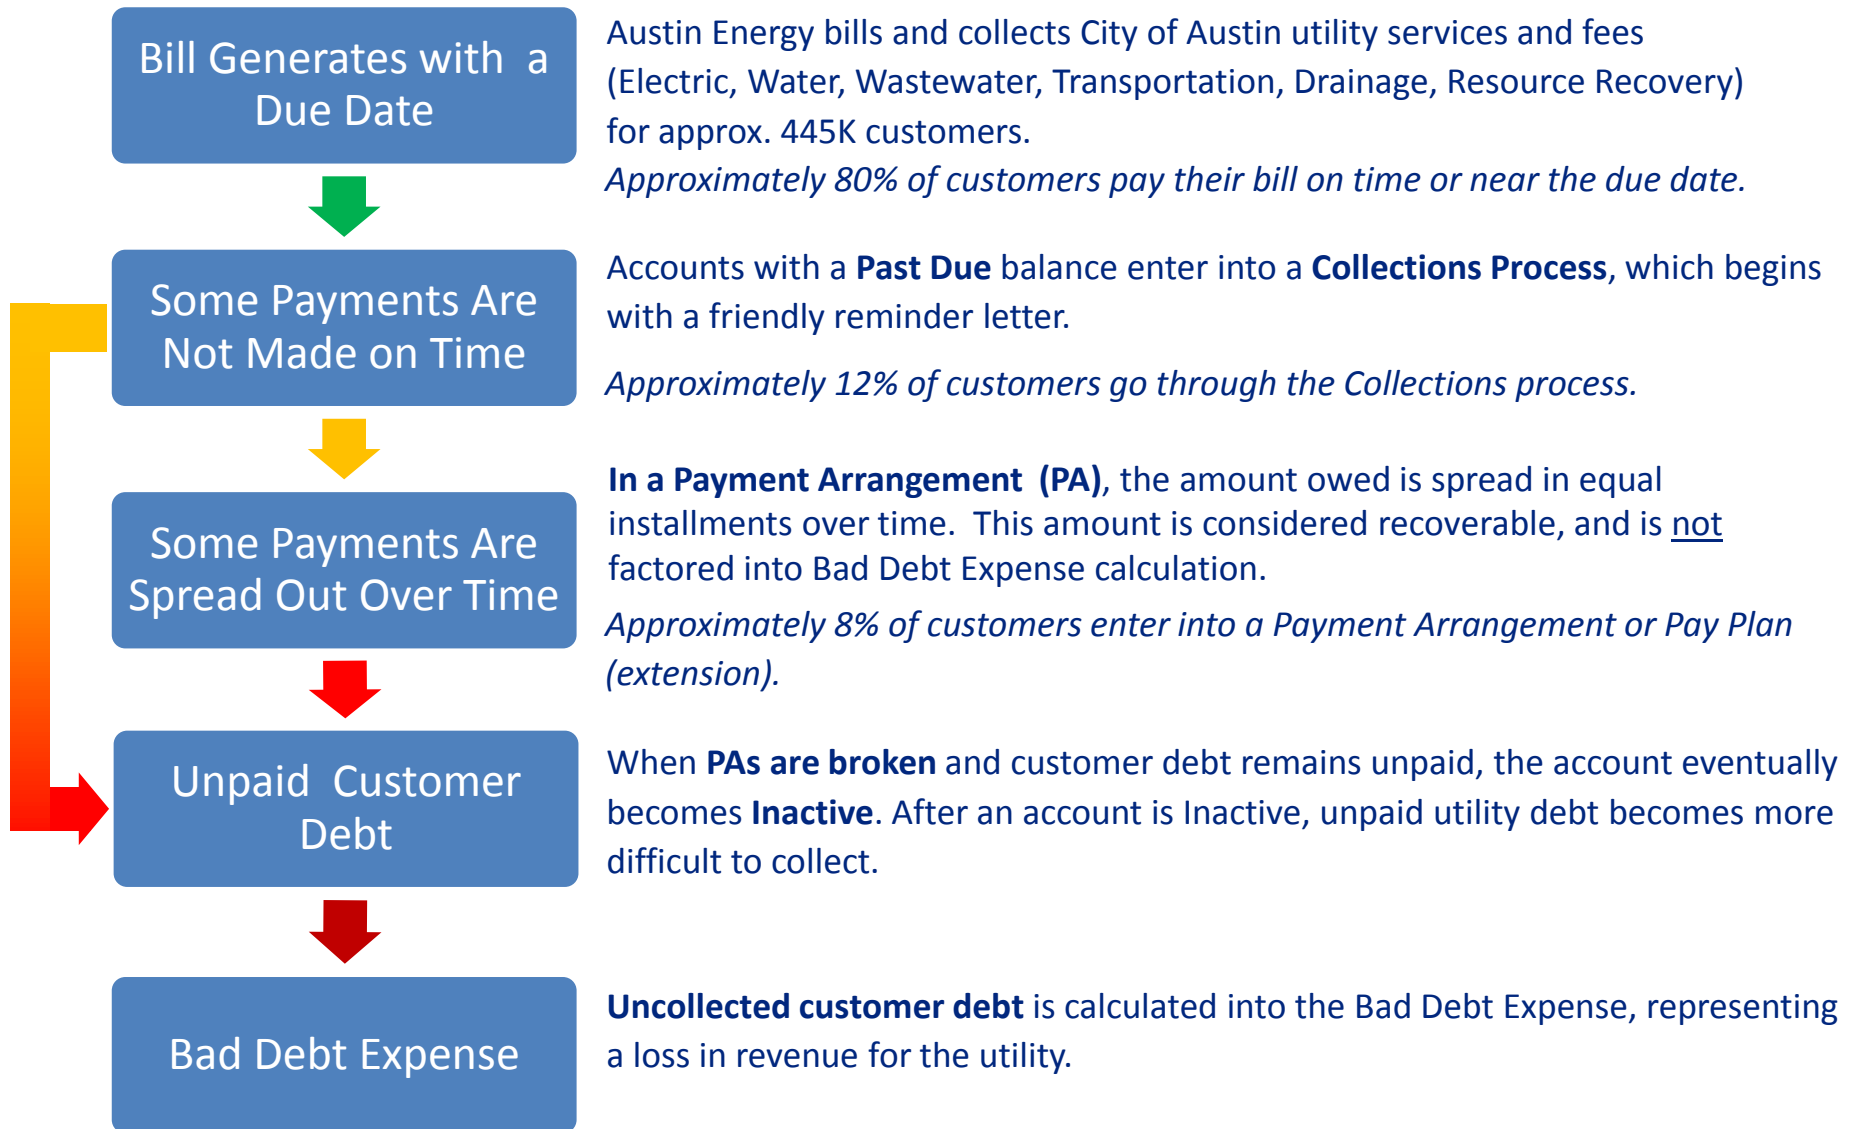 Bill Generates with a
Due Date
Austin Energy bills and collects City of Austin utility services and fees
(Electric, Water, Wastewater, Transportation, Drainage, Resource Recovery)
for approx. 445K customers.
Approximately 80% of customers pay their bill on time or near the due date.
Some Payments Are
Not Made on Time
Accounts with a Past Due balance enter into a Collections Process, which begins
with a friendly reminder letter.
Approximately 12% of customers go through the Collections process.
Some Payments Are
Spread Out Over Time
In a Payment Arrangement (PA), the amount owed is spread in equal
installments over time. This amount is considered recoverable, and is not
factored into Bad Debt Expense calculation.
Approximately 8% of customers enter into a Payment Arrangement or Pay Plan
(extension).
Unpaid Customer
Debt
When PAs are broken and customer debt remains unpaid, the account eventually
becomes Inactive. After an account is Inactive, unpaid utility debt becomes more
difficult to collect.
Bad Debt Expense
Uncollected customer debt is calculated into the Bad Debt Expense, representing
a loss in revenue for the utility.